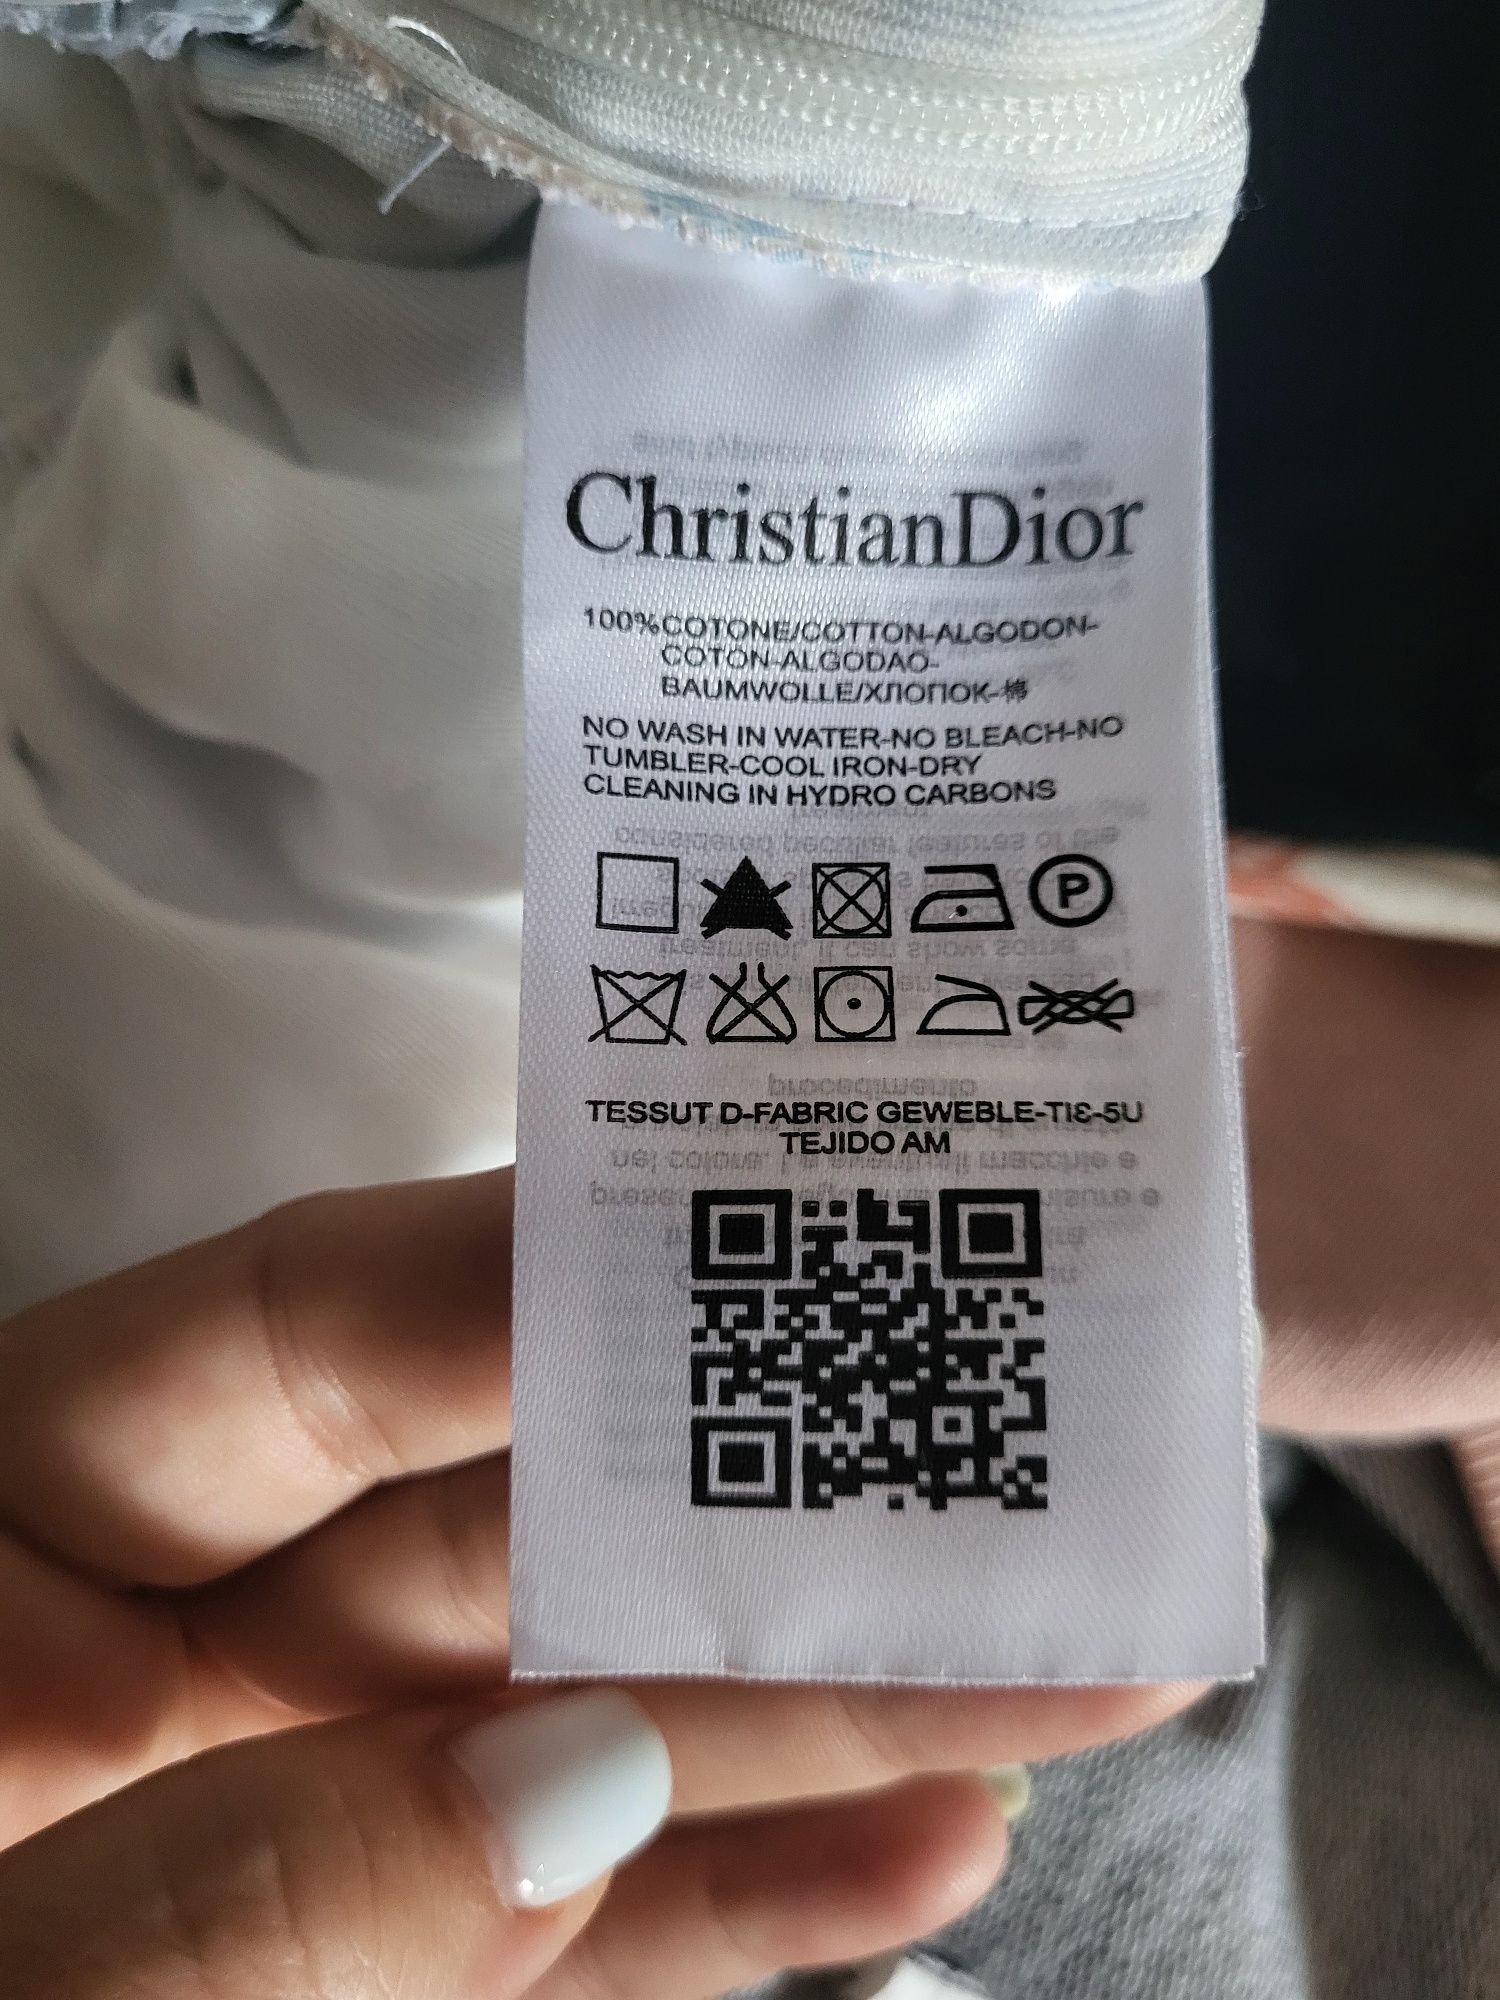 ChristianDior
100%COTONE/COTTON-ALGODON-
COTON-ALGODAO-
BAUMWOLLE/ХЛОПОК-棉
NO WASH IN WATER-NO BLEACH-NO
TUMBLER-COOL IRON-DRY
CLEANING IN HYDRO CARBONS
P
TESSUT D-FABRIC GEWEBLE-TIƐ-5U
TEJIDO AM